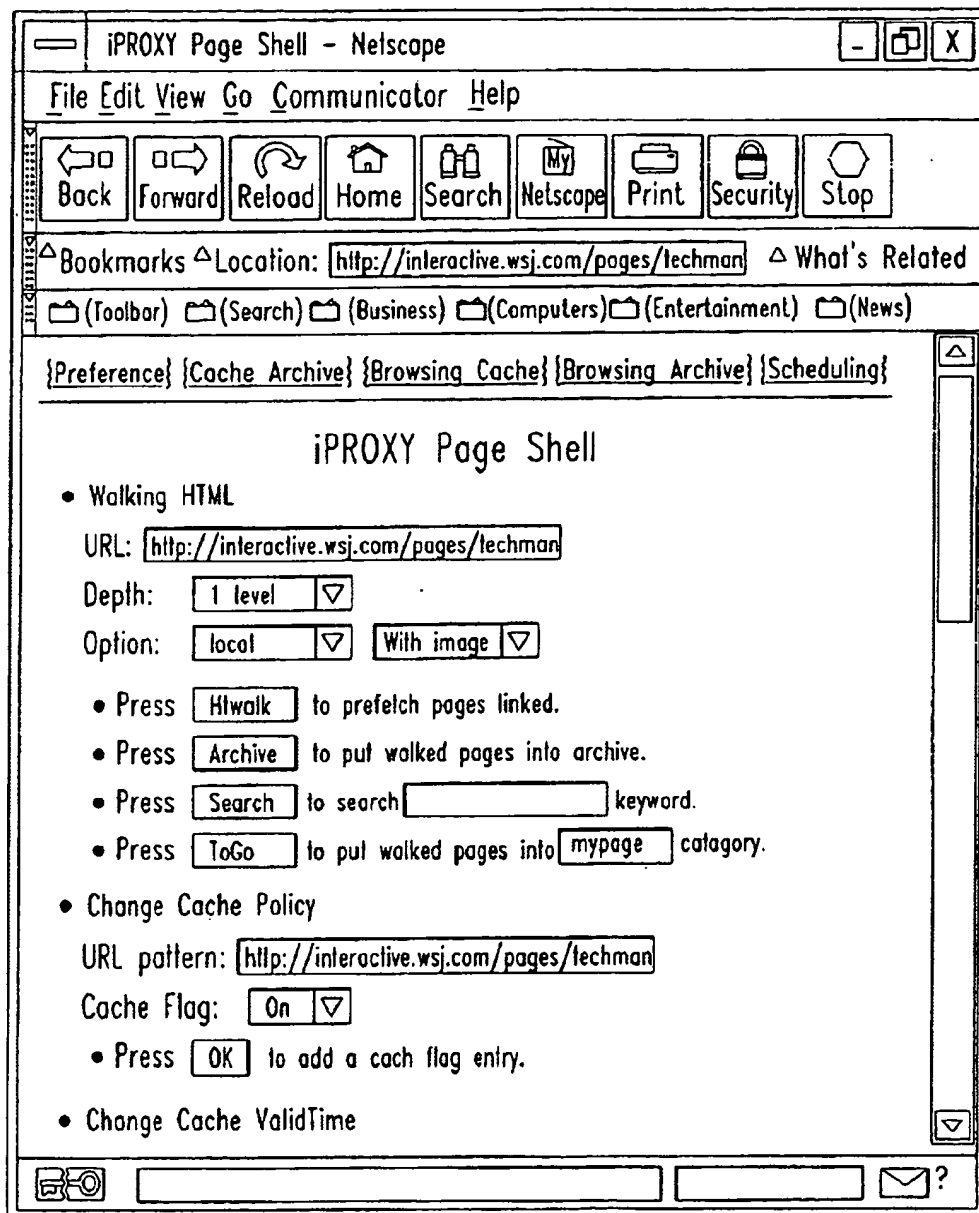 iPROXY Page Shell - Netscape
- X
File Edit View Go Communicator Help
Back Forward Reload Home Search My Netscape Print Security Stop
Bookmarks Location: http://interactive.wsj.com/pages/techman What's Related
(Toolbar) (Search) (Business) (Computers) (Entertainment) (News)
{Preference} {Cache Archive} {Browsing Cache} {Browsing Archive} {Scheduling}
iPROXY Page Shell
• Walking HTML
URL: http://interactive.wsj.com/pages/techman
Depth: 1 level
Option: local With image
• Press Htwalk to prefetch pages linked.
• Press Archive to put walked pages into archive.
• Press Search to search keyword.
• Press ToGo to put walked pages into mypage catagory.
• Change Cache Policy
URL pattern: http://interactive.wsj.com/pages/techman
Cache Flag: On
• Press OK to add a cach flag entry.
• Change Cache ValidTime
?